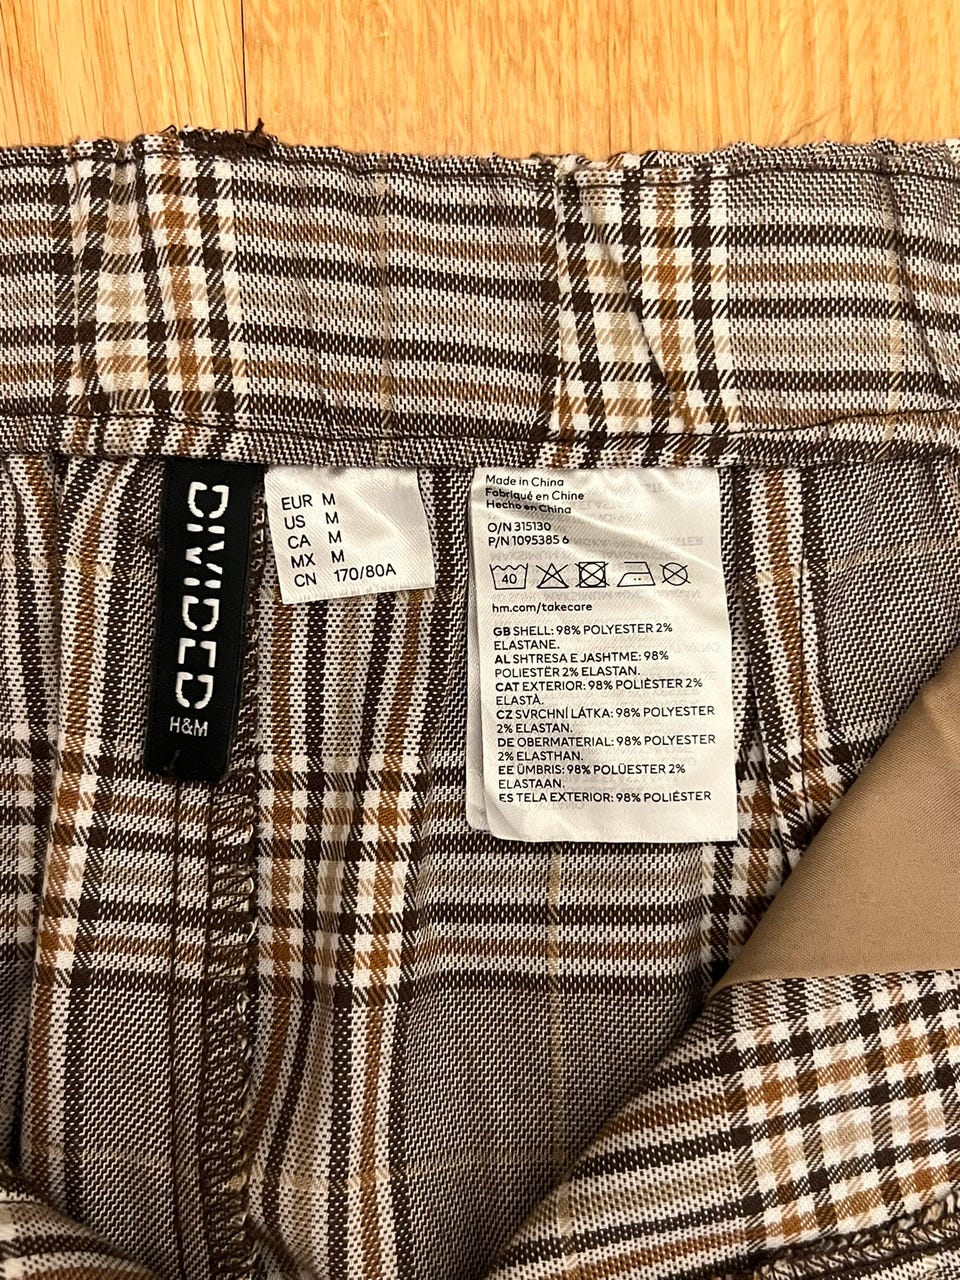 DIVIDED
H&M
EUR M
US M
CA M
MX M
CN 170/80A
Made in China
Fabriqué en Chine
Hecho en China
O/N 315130
P/N 1095385 6
40
hm.com/takecare
GB SHELL: 98% POLYESTER 2%
ELASTANE.
AL SHTRESA E JASHTME: 98%
POLIESTËR 2% ELASTAN.
CAT EXTERIOR: 98% POLIÈSTER 2%
ELASTÀ.
CZ SVRCHNÍ LÁTKA: 98% POLYESTER
2% ELASTAN.
DE OBERMATERIAL: 98% POLYESTER
2% ELASTHAN.
EE ÜMBRIS: 98% POLÜESTER 2%
ELASTAAN.
ES TELA EXTERIOR: 98% POLIÉSTER